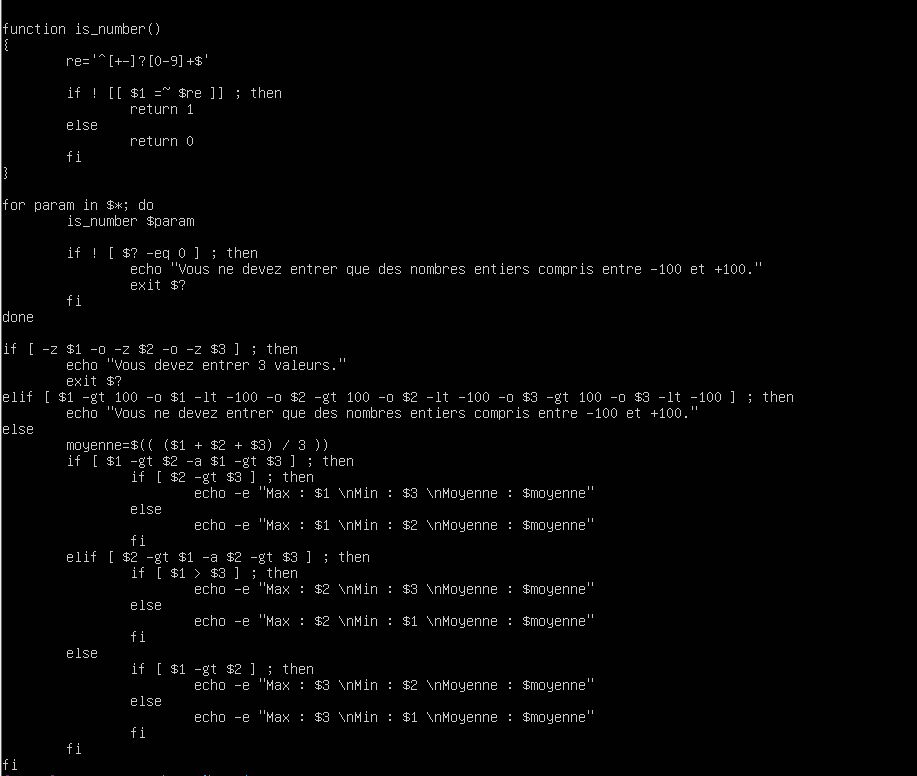 function is_number()
{
re='^[+-]?[0-9]+$'
if ! [[ $1 =~ $re ]] ; then
return 1
else
return 0
fi
}
for param in $*; do
is_number $param
if ! [ $? -eq 0 ] ; then
echo "Vous ne devez entrer que des nombres entiers compris entre -100 et +100."
exit $?
fi
done
if [ -z $1 -o -z $2 -o -z $3 ] ; then
echo "Vous devez entrer 3 valeurs."
exit $?
elif [ $1 -gt 100 -o $1 -lt -100 -o $2 -gt 100 -o $2 -lt -100 -o $3 -gt 100 -o $3 -lt -100 ] ; then
echo "Vous ne devez entrer que des nombres entiers compris entre -100 et +100."
else
moyenne=$(( ($1 + $2 + $3) / 3 ))
if [ $1 -gt $2 -a $1 -gt $3 ] ; then
if [ $2 -gt $3 ] ; then
echo -e "Max : $1 \nMin : $3 \nMoyenne : $moyenne"
else
echo -e "Max : $1 \nMin : $2 \nMoyenne : $moyenne"
fi
elif [ $2 -gt $1 -a $2 -gt $3 ] ; then
if [ $1 > $3 ] ; then
echo -e "Max : $2 \nMin : $3 \nMoyenne : $moyenne"
else
echo -e "Max : $2 \nMin : $1 \nMoyenne : $moyenne"
fi
else
if [ $1 -gt $2 ] ; then
echo -e "Max : $3 \nMin : $2 \nMoyenne : $moyenne"
else
echo -e "Max : $3 \nMin : $1 \nMoyenne : $moyenne"
fi
fi
fi